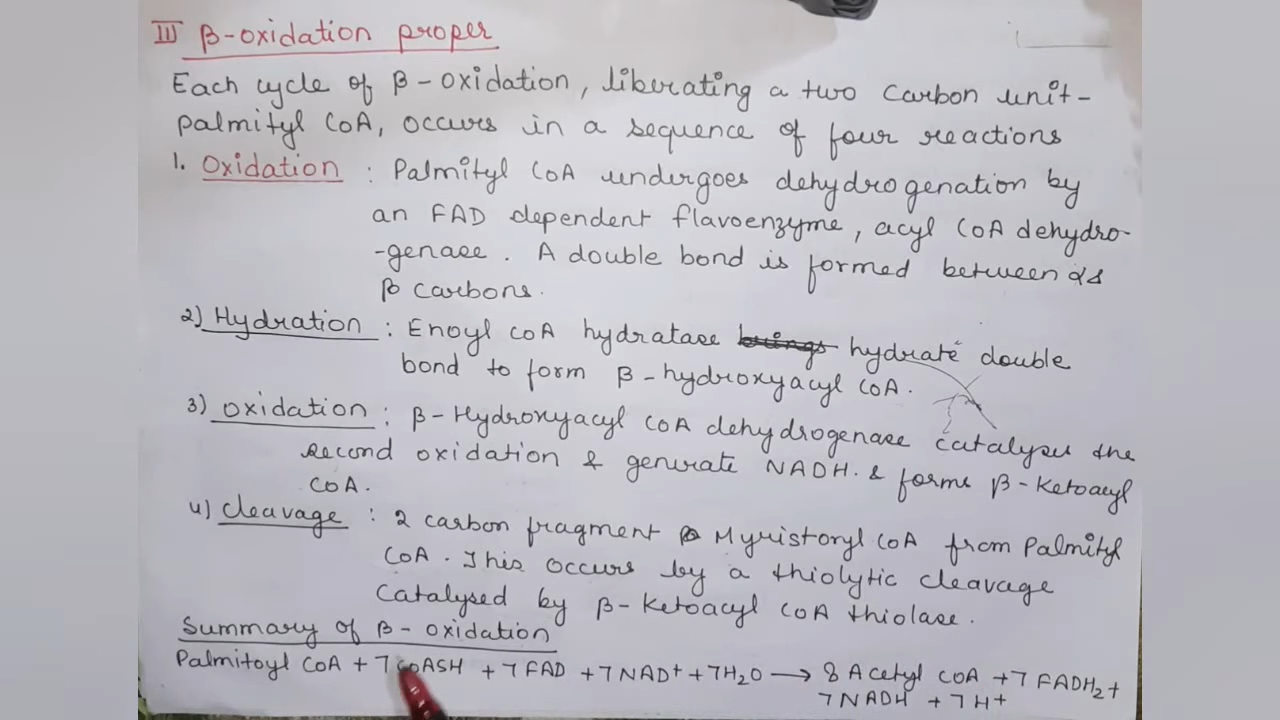 III β-oxidation proper
Each cycle of β-oxidation, liberating a two carbon unit-
palmityl CoA, occurs in a sequence of four reactions
1. Oxidation : Palmityl CoA undergoes dehydrogenation by
an FAD dependent flavoenzyme, acyl CoA dehydro-
-genase. A double bond is formed between α &
β carbons.
2) Hydration : Enoyl CoA hydratase hydrate double
bond to form β-hydroxyacyl CoA.
3) oxidation : β-Hydroxyacyl CoA dehydrogenase catalyses the
second oxidation & generate NADH. & forms β-Ketoacyl
CoA.
4) Cleavage : 2 carbon fragment Myristoryl CoA from Palmityl
CoA. This occurs by a thiolytic cleavage
Catalysed by β-Ketoacyl CoA thiolase.
Summary of β-oxidation
Palmitoyl CoA + 7 CoASH + 7 FAD + 7 NAD⁺ + 7H₂O → 8 Acetyl CoA + 7 FADH₂ +
7 NADH + 7 H⁺